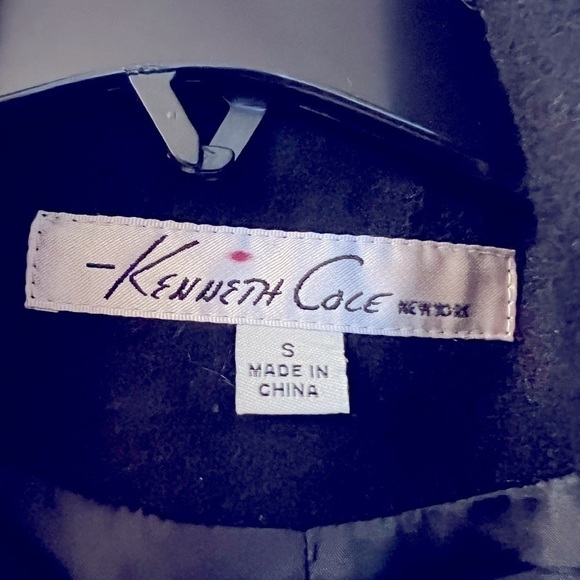 -KENNETH COLE NEW YORK
S
MADE IN
CHINA